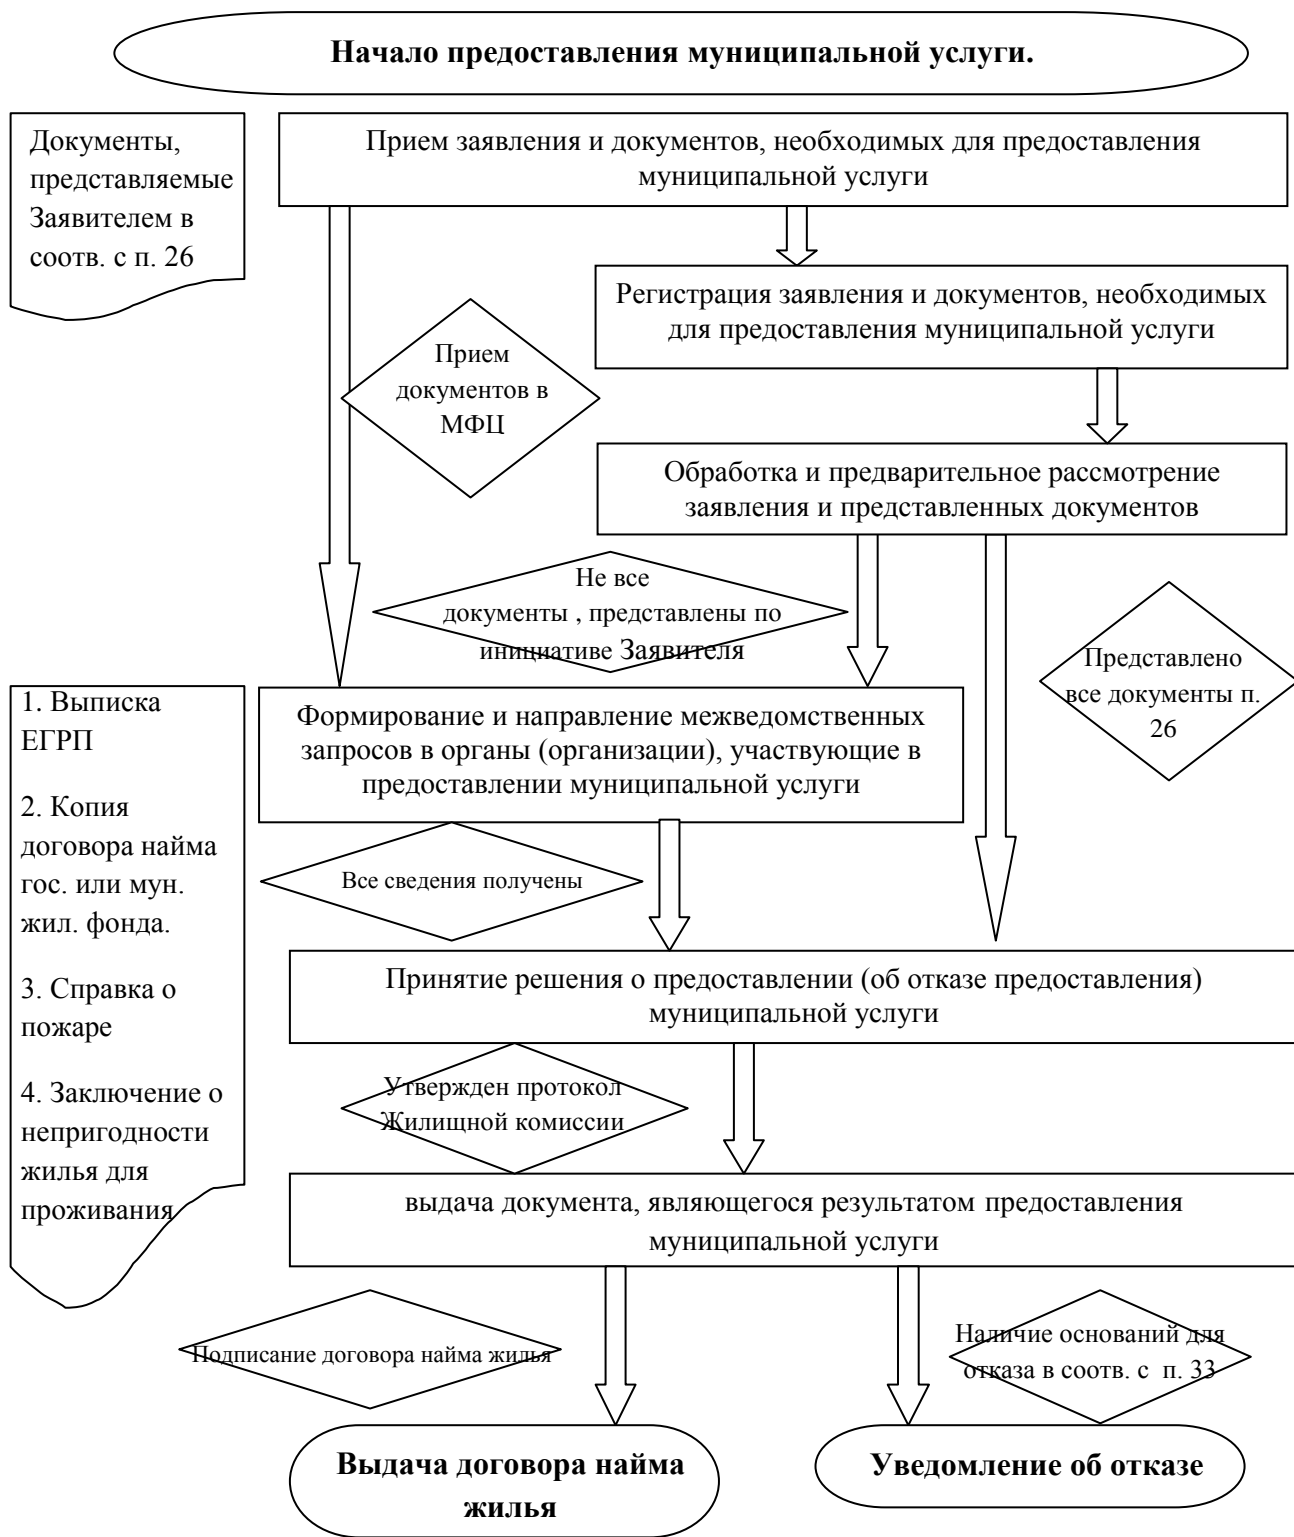 Начало предоставления муниципальной услуги.
Документы,
представляемые
Заявителем в
соотв. с п. 26
Прием заявления и документов, необходимых для предоставления
муниципальной услуги
Регистрация заявления и документов, необходимых
для предоставления муниципальной услуги
Прием
документов в
МФЦ
Обработка и предварительное рассмотрение
заявления и представленных документов
Не все
документы , представлены по
инициативе Заявителя
Представлено
все документы п.
26
1. Выписка
ЕГРП
2. Копия
договора найма
гос. или мун.
жил. фонда.
3. Справка о
пожаре
4. Заключение о
непригодности
жилья для
проживания
Формирование и направление межведомственных
запросов в органы (организации), участвующие в
предоставлении муниципальной услуги
Все сведения получены
Принятие решения о предоставлении (об отказе предоставления)
муниципальной услуги
Утвержден протокол
Жилищной комиссии
выдача документа, являющегося результатом предоставления
муниципальной услуги
Подписание договора найма жилья
Наличие оснований для
отказа в соотв. с п. 33
Выдача договора найма
жилья
Уведомление об отказе